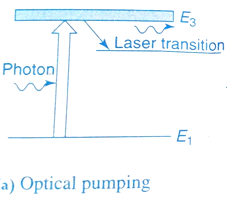 E3
Laser transition
Photon
E1
a) Optical pumping